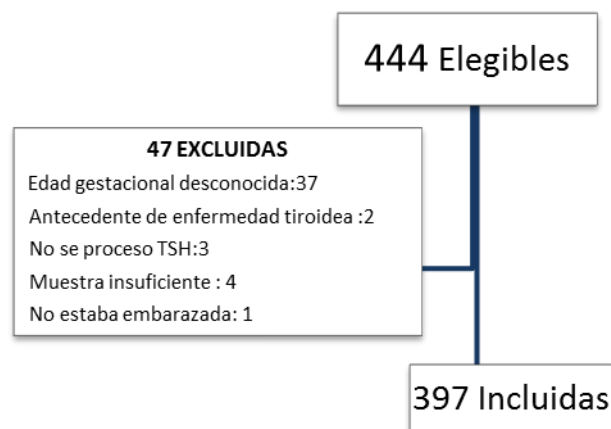 444 Elegibles
47 EXCLUIDAS
Edad gestacional desconocida:37
Antecedente de enfermedad tiroidea :2
No se proceso TSH:3
Muestra insuficiente : 4
No estaba embarazada: 1
397 Incluidas